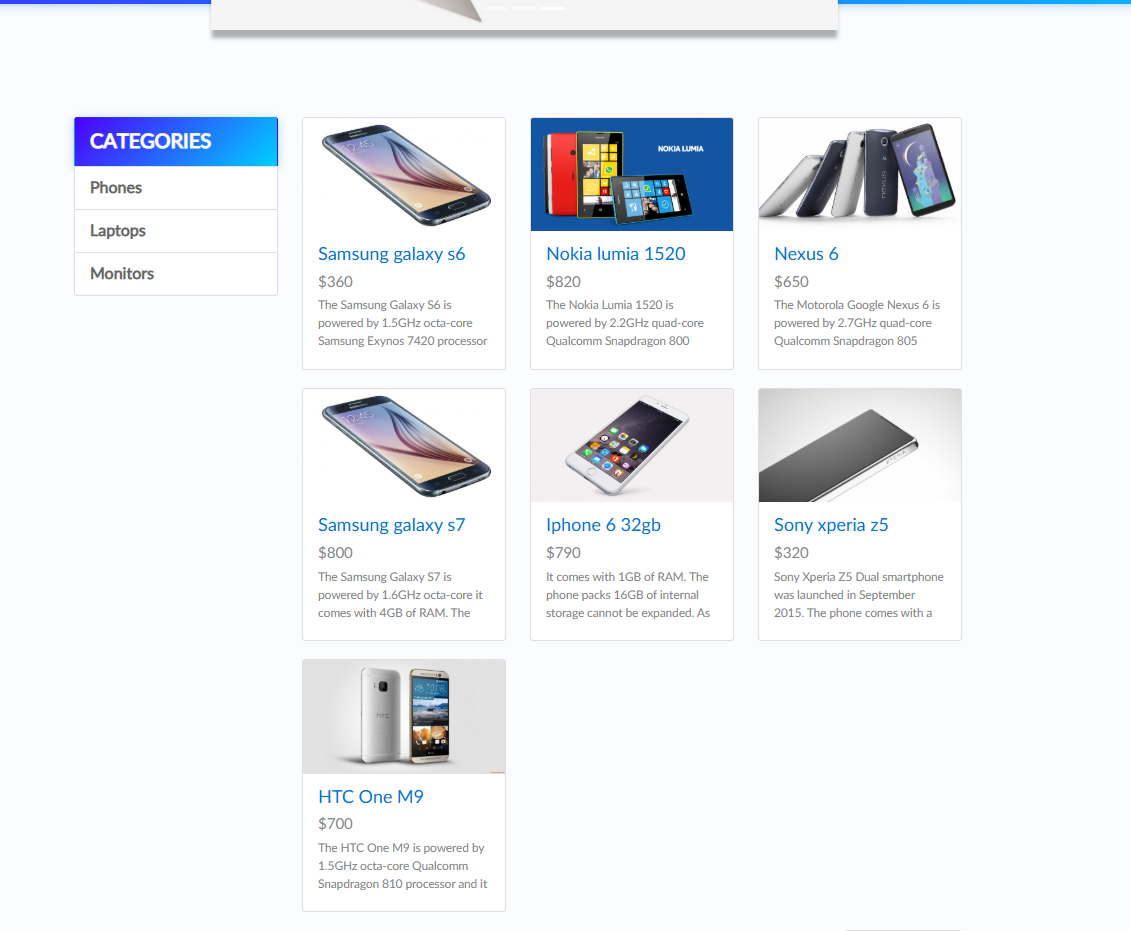 CATEGORIES
Phones
Laptops
Monitors
Samsung galaxy s6
$360
The Samsung Galaxy S6 is
powered by 1.5GHz octa-core
Samsung Exynos 7420 processor
NOKIA LUMIA
Nokia lumia 1520
$820
The Nokia Lumia 1520 is
powered by 2.2GHz quad-core
Qualcomm Snapdragon 800
nexus
Nexus 6
$650
The Motorola Google Nexus 6 is
powered by 2.7GHz quad-core
Qualcomm Snapdragon 805
Samsung galaxy s7
$800
The Samsung Galaxy S7 is
powered by 1.6GHz octa-core it
comes with 4GB of RAM. The
Iphone 6 32gb
$790
It comes with 1GB of RAM. The
phone packs 16GB of internal
storage cannot be expanded. As
XPERIA
Sony xperia z5
$320
Sony Xperia Z5 Dual smartphone
was launched in September
2015. The phone comes with a
hTC
HTC One M9
$700
The HTC One M9 is powered by
1.5GHz octa-core Qualcomm
Snapdragon 810 processor and it